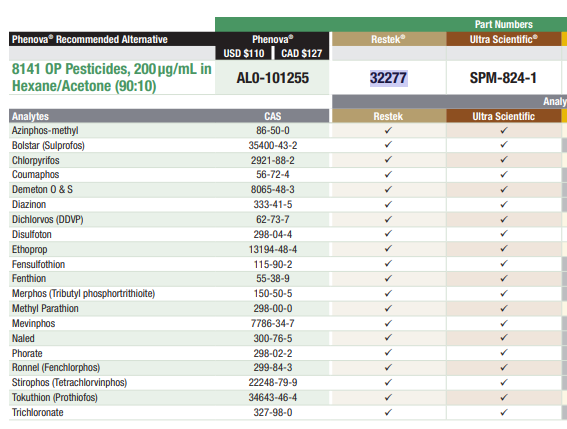 Part Numbers
Phenova® Recommended Alternative Phenova® Restek® Ultra Scientific®
USD $110 CAD $127
8141 OP Pesticides, 200µg/mL in
Hexane/Acetone (90:10) AL0-101255 32277 SPM-824-1
Analy
Analytes CAS Restek Ultra Scientific
Azinphos-methyl 86-50-0 ✓ ✓
Bolstar (Sulprofos) 35400-43-2 ✓ ✓
Chlorpyrifos 2921-88-2 ✓ ✓
Coumaphos 56-72-4 ✓ ✓
Demeton O & S 8065-48-3 ✓ ✓
Diazinon 333-41-5 ✓ ✓
Dichlorvos (DDVP) 62-73-7 ✓ ✓
Disulfoton 298-04-4 ✓ ✓
Ethoprop 13194-48-4 ✓ ✓
Fensulfothion 115-90-2 ✓ ✓
Fenthion 55-38-9 ✓ ✓
Merphos (Tributyl phosphortrithioite) 150-50-5 ✓ ✓
Methyl Parathion 298-00-0 ✓ ✓
Mevinphos 7786-34-7 ✓ ✓
Naled 300-76-5 ✓ ✓
Phorate 298-02-2 ✓ ✓
Ronnel (Fenchlorphos) 299-84-3 ✓ ✓
Stirophos (Tetrachlorvinphos) 22248-79-9 ✓ ✓
Tokuthion (Prothiofos) 34643-46-4 ✓ ✓
Trichloronate 327-98-0 ✓ ✓